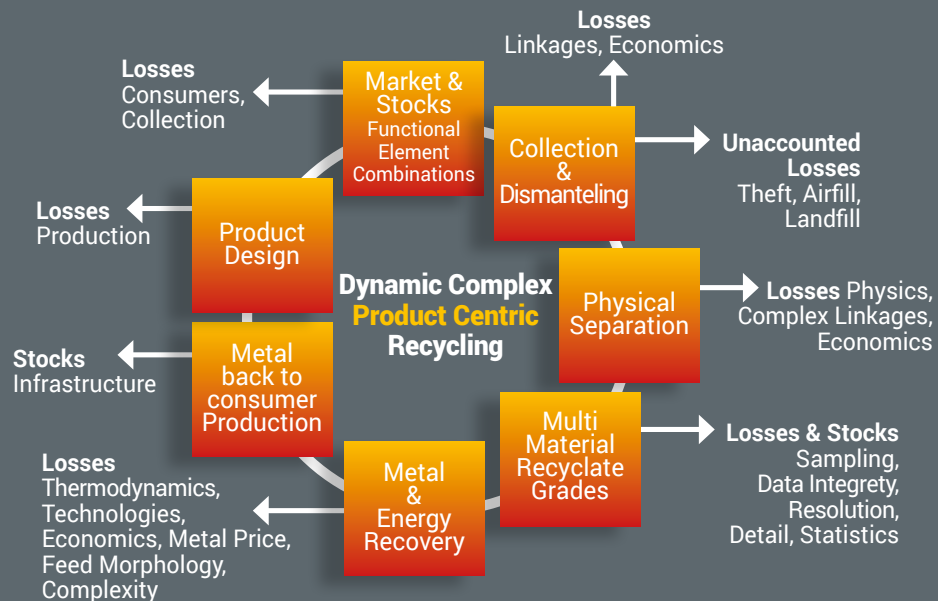 Losses
Linkages, Economics
Losses
Consumers,
Collection
Market &
Stocks
Functional
Element
Combinations
Collection
&
Dismanteling
Unaccounted
Losses
Theft, Airfill,
Landfill
Losses
Production
Product
Design
Dynamic Complex
Product Centric
Recycling
Physical
Separation
Losses Physics,
Complex Linkages,
Economics
Stocks
Infrastructure
Metal
back to
consumer
Production
Multi
Material
Recyclate
Grades
Losses & Stocks
Sampling,
Data Integrety,
Resolution,
Detail, Statistics
Losses
Thermodynamics,
Technologies,
Economics, Metal Price,
Feed Morphology,
Complexity
Metal
&
Energy
Recovery